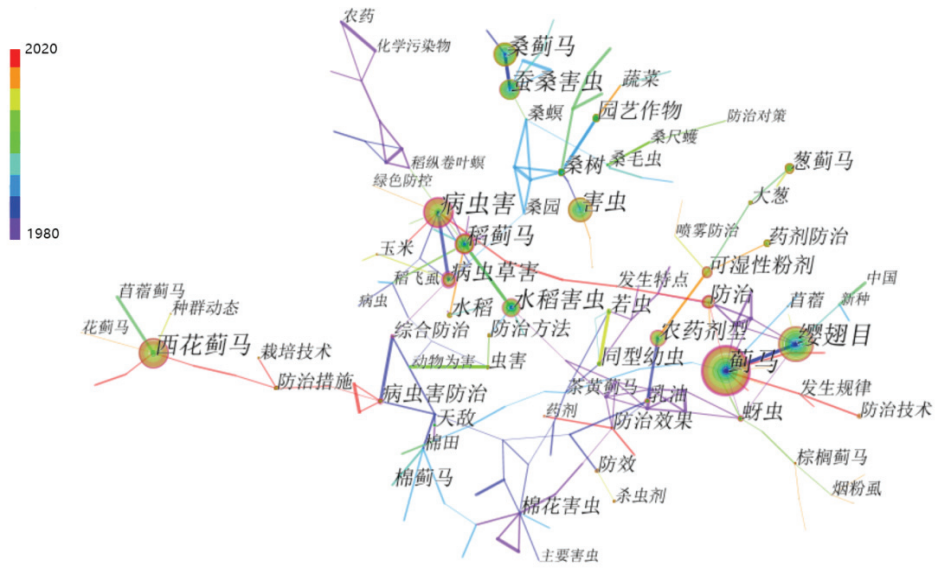 2020
1980
农药
化学污染物
桑蓟马
蚕桑害虫
蔬菜
园艺作物
桑螟
防治对策
桑尺蠖
桑毛虫
桑树
稻纵卷叶螟
绿色防控
葱蓟马
大葱
病虫害
桑园
害虫
稻蓟马
喷雾防治
药剂防治
玉米
可湿性粉剂
稻飞虱
病虫草害
发生特点
中国
苜蓿蓟马
病虫
水稻
水稻害虫
若虫
防治
苜蓿
新种
种群动态
花蓟马
综合防治
防治方法
农药剂型
缨翅目
西花蓟马
栽培技术
动物为害
虫害
同型幼虫
蓟马
防治措施
病虫害防治
茶黄蓟马
乳油
发生规律
药剂
天敌
防治效果
蚜虫
防治技术
棉田
棕榈蓟马
防效
棉蓟马
烟粉虱
杀虫剂
棉花害虫
主要害虫